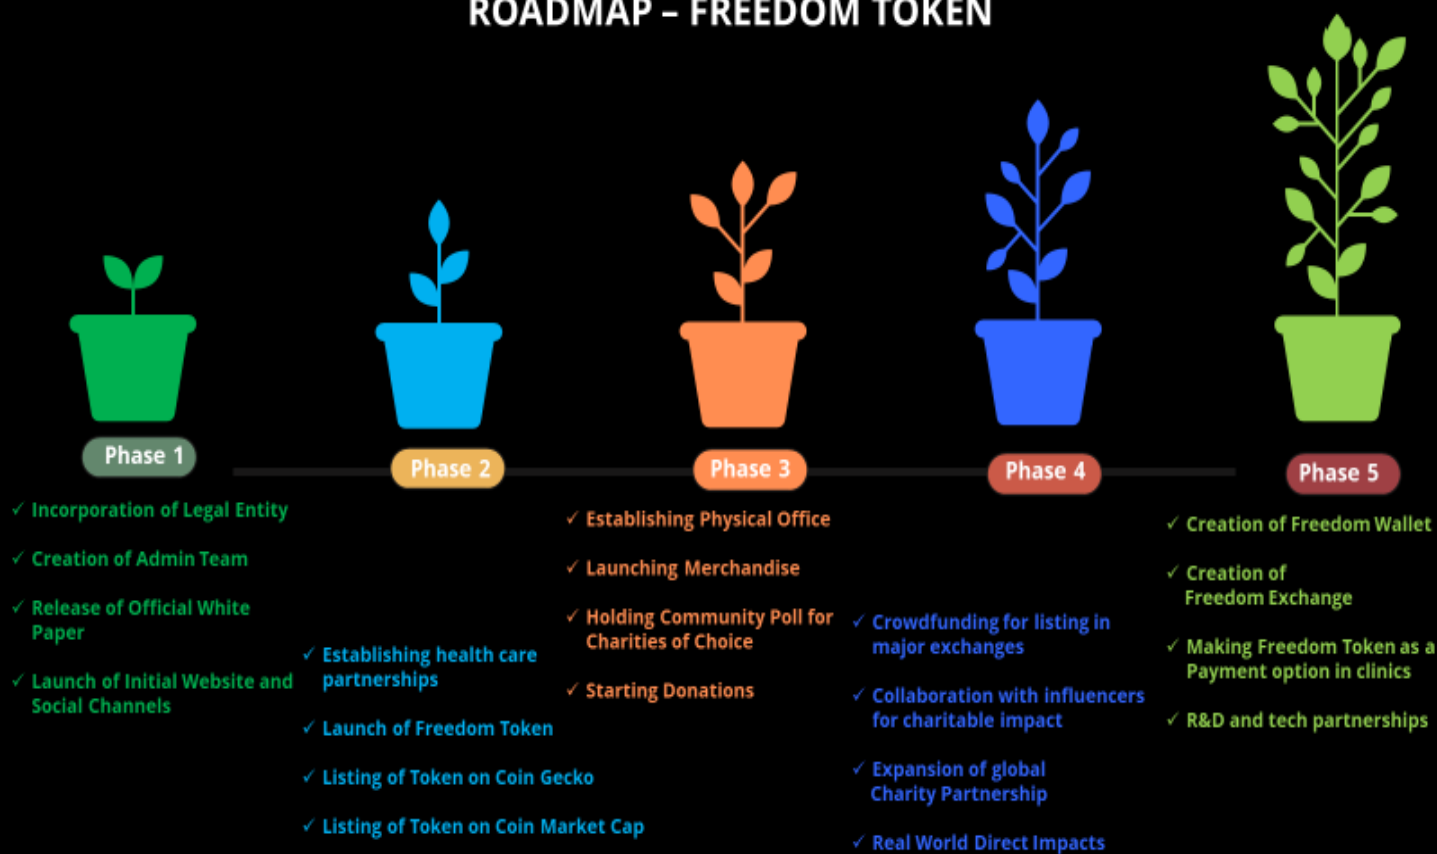 ROADMAP – FREEDOM TOKEN
Phase 1
✓ Incorporation of Legal Entity
✓ Creation of Admin Team
✓ Release of Official White
Paper
✓ Launch of Initial Website and
Social Channels
Phase 2
✓ Establishing health care
partnerships
✓ Launch of Freedom Token
✓ Listing of Token on Coin Gecko
✓ Listing of Token on Coin Market Cap
Phase 3
✓ Establishing Physical Office
✓ Launching Merchandise
✓ Holding Community Poll for
Charities of Choice
✓ Starting Donations
Phase 4
✓ Crowdfunding for listing in
major exchanges
✓ Collaboration with influencers
for charitable impact
✓ Expansion of global
Charity Partnership
✓ Real World Direct Impacts
Phase 5
✓ Creation of Freedom Wallet
✓ Creation of
Freedom Exchange
✓ Making Freedom Token as a
Payment option in clinics
✓ R&D and tech partnerships